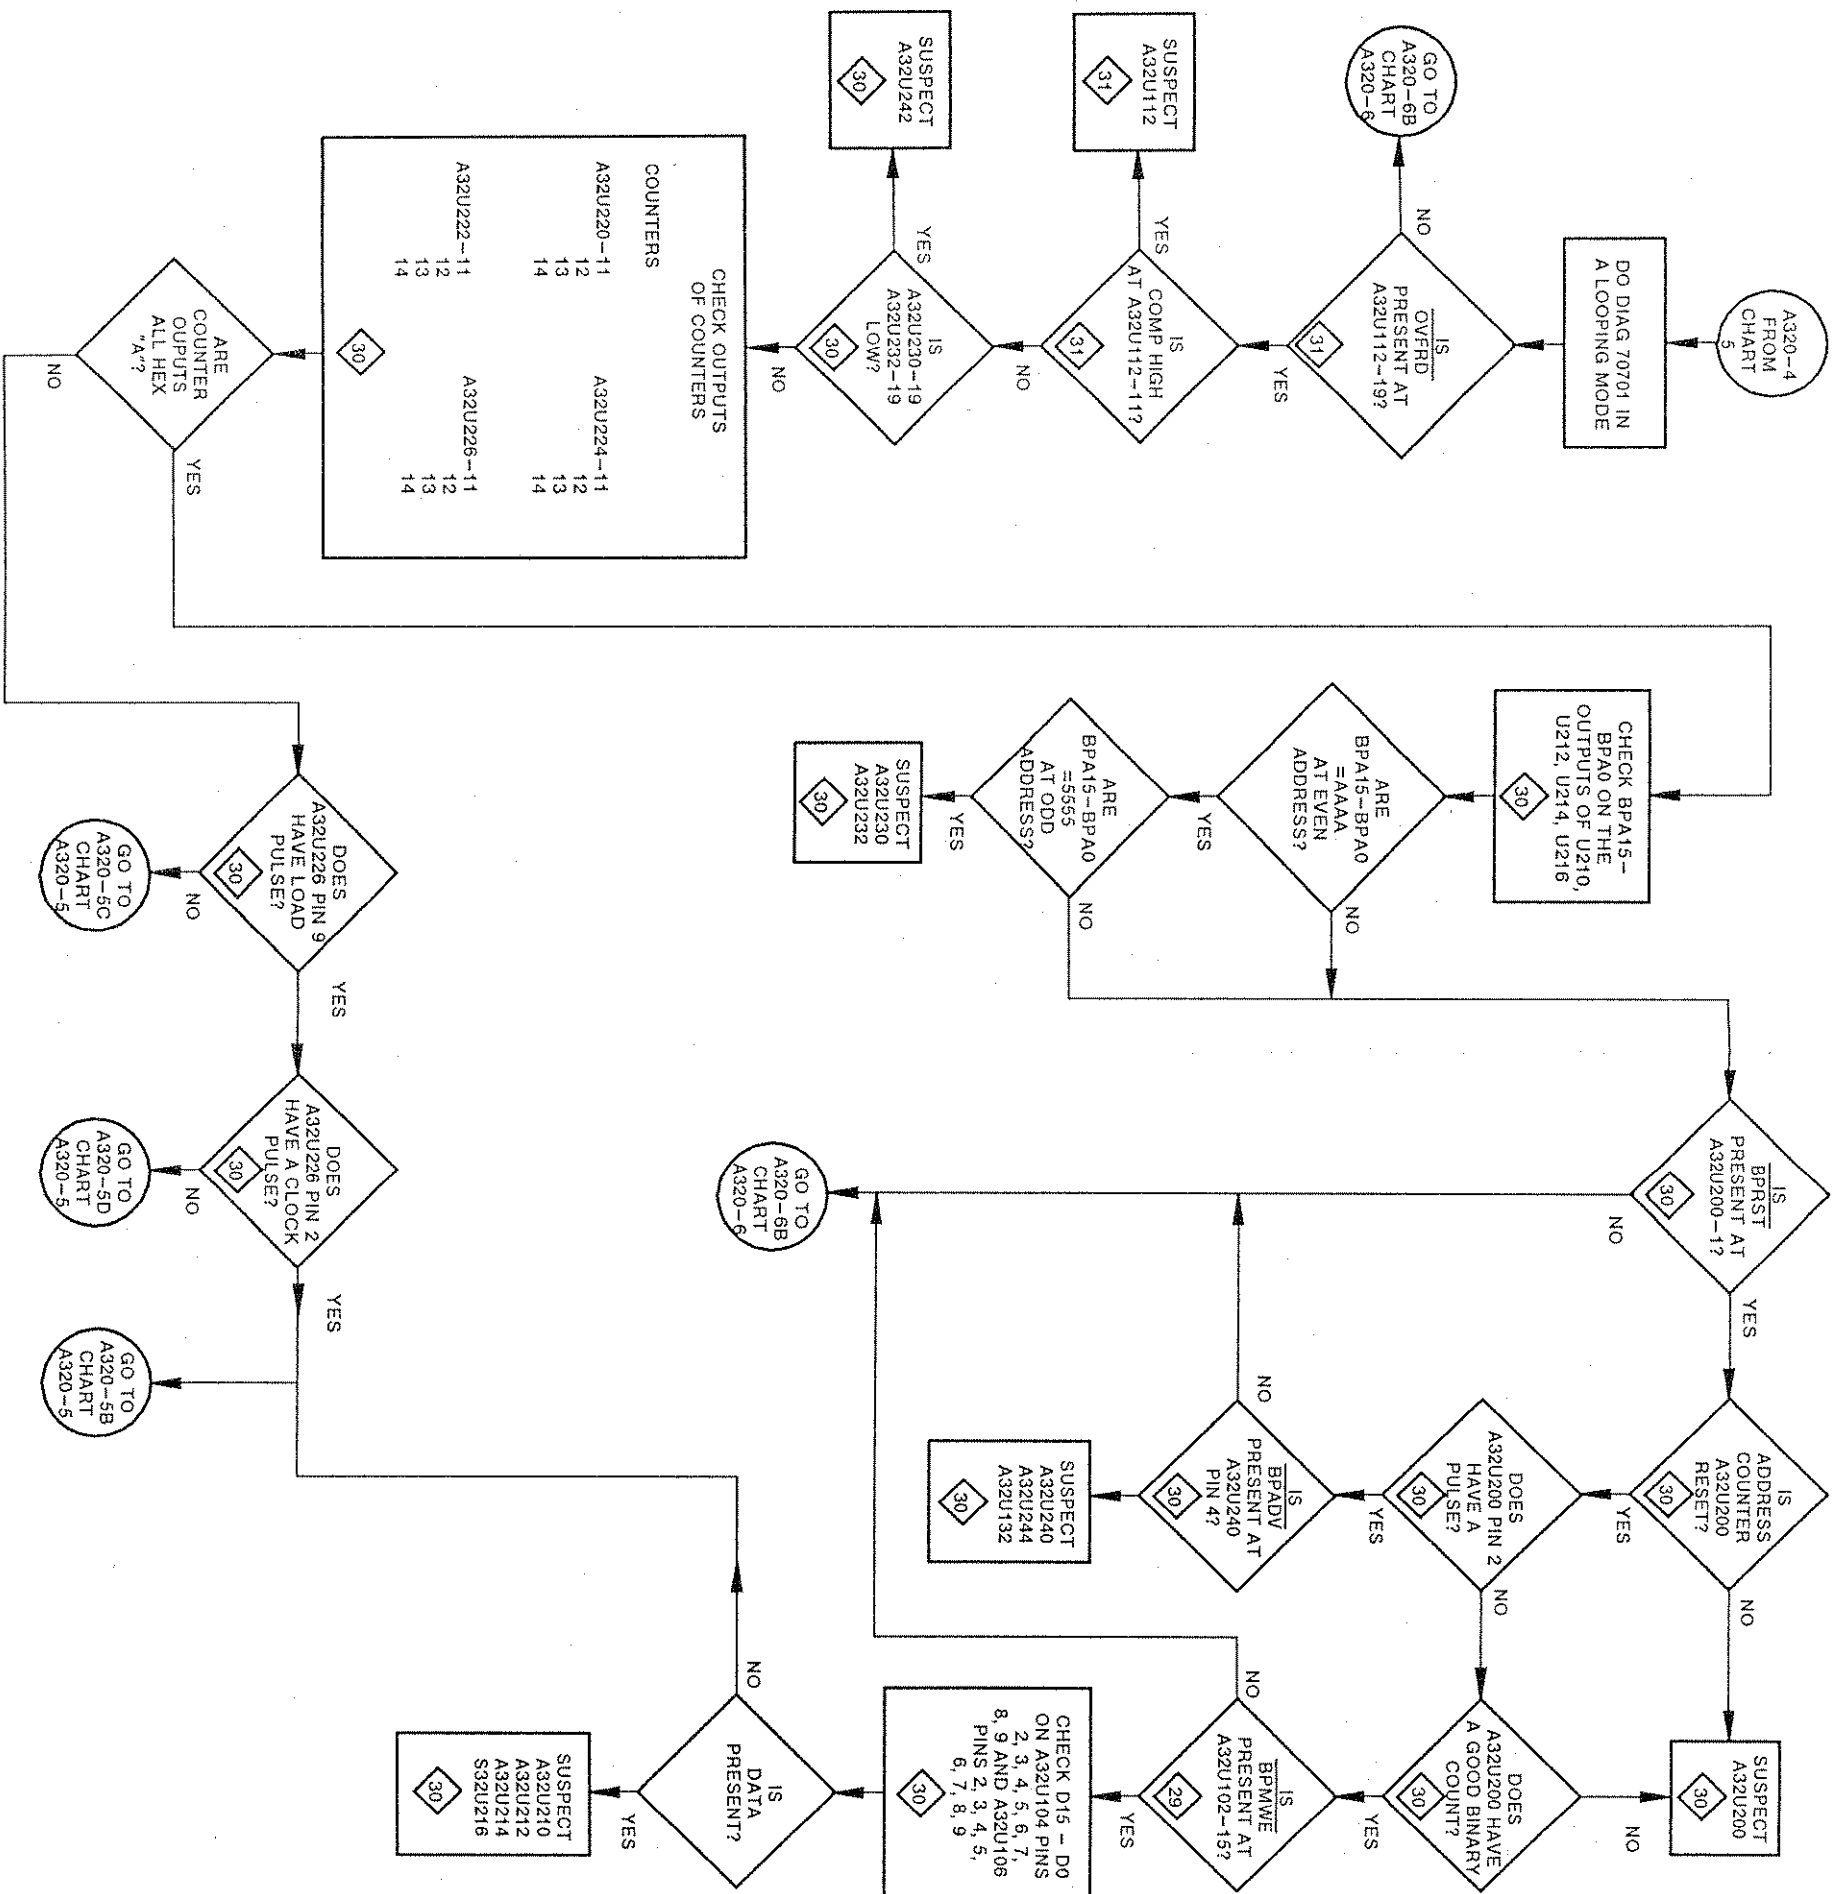 A320-4
FROM
CHART
5
DO DIAG 70701 IN
A LOOPING MODE
IS
OVFRD
PRESENT AT
A32U112-19?
31
NO
GO TO
A320-6B
CHART
A320-6
YES
IS
COMP HIGH
AT A32U112-11?
31
YES
SUSPECT
A32U112
31
NO
IS
A32U230-19
A32U232-19
LOW?
30
YES
SUSPECT
A32U242
30
NO
CHECK OUTPUTS
OF COUNTERS
COUNTERS
A32U220-11
12
13
14
A32U224-11
12
13
14
A32U222-11
12
13
14
A32U226-11
12
13
14
30
ARE
COUNTER
OUPUTS
ALL HEX
"A"?
YES
NO
CHECK BPA15-
BPA0 ON THE
OUTPUTS OF U210,
U212, U214, U216
30
ARE
BPA15-BPA0
=AAAA
AT EVEN
ADDRESS?
NO
YES
ARE
BPA15-BPA0
=5555
AT ODD
ADDRESS?
NO
YES
SUSPECT
A32U230
A32U232
30
DOES
A32U226 PIN 9
HAVE LOAD
PULSE?
30
NO
GO TO
A320-5C
CHART
A320-5
YES
DOES
A32U226 PIN 2
HAVE A CLOCK
PULSE?
30
NO
GO TO
A320-5D
CHART
A320-5
YES
GO TO
A320-5B
CHART
A320-5
IS
BPRST
PRESENT AT
A32U200-1?
30
NO
GO TO
A320-6B
CHART
A320-6
YES
IS
ADDRESS
COUNTER
A32U200
RESET?
30
NO
SUSPECT
A32U200
30
YES
DOES
A32U200 PIN 2
HAVE A
PULSE?
30
NO
YES
IS
BPADV
PRESENT AT
A32U240
PIN 4?
30
NO
SUSPECT
A32U240
A32U244
A32U132
30
DOES
A32U200 HAVE
A GOOD BINARY
COUNT?
30
NO
YES
IS
BPMWE
PRESENT AT
A32U102-15?
29
NO
YES
CHECK D15 - D0
ON A32U104 PINS
2, 3, 4, 5, 6, 7,
8, 9 AND A32U106
PINS 2, 3, 4, 5,
6, 7, 8, 9
30
IS
DATA
PRESENT?
NO
YES
SUSPECT
A32U210
A32U212
A32U214
S32U216
30